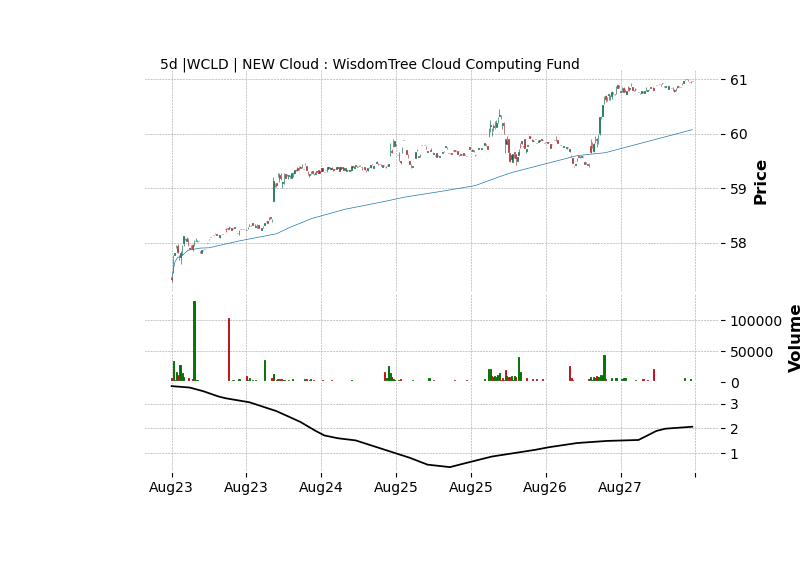 5d |WCLD | NEW Cloud : WisdomTree Cloud Computing Fund
61
60
59
58
Price
100000
50000
0
Volume
3
2
1
Aug23 Aug23 Aug24 Aug25 Aug25 Aug26 Aug27